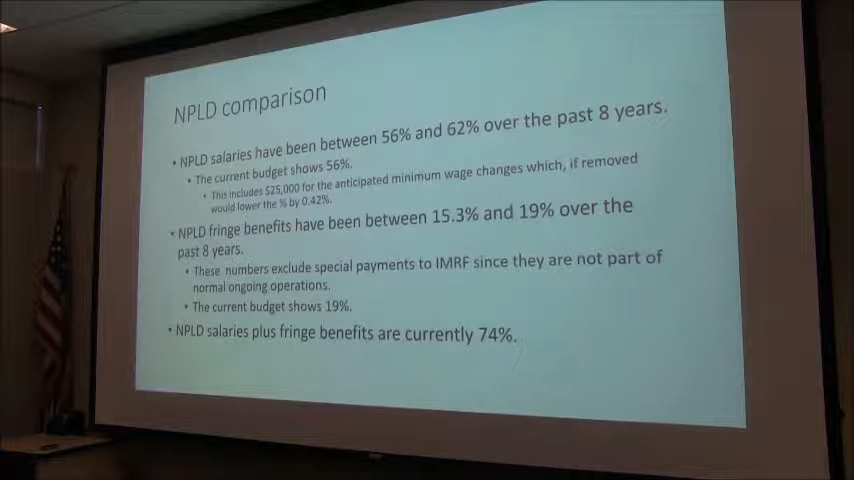 NPLD comparison
• NPLD salaries have been between 56% and 62% over the past 8 years.
• The current budget shows 56%.
• This includes $25,000 for the anticipated minimum wage changes which, if removed
would lower the % by 0.42%.
• NPLD fringe benefits have been between 15.3% and 19% over the
past 8 years.
• These numbers exclude special payments to IMRF since they are not part of
normal ongoing operations.
• The current budget shows 19%.
• NPLD salaries plus fringe benefits are currently 74%.